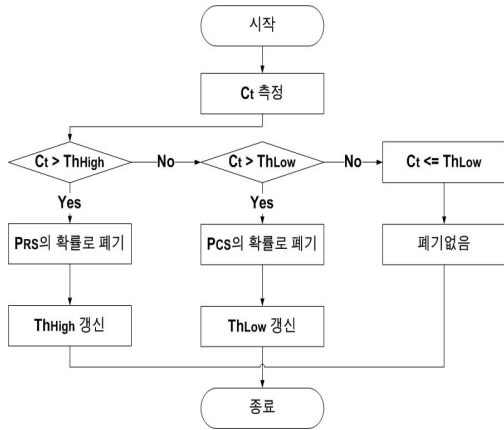 시작
Ct 측정
Ct > ThHigh
No
Ct > ThLow
No
Ct <= ThLow
Yes
Yes
PRS의 확률로 폐기
PCS의 확률로 폐기
폐기없음
ThHigh 갱신
ThLow 갱신
종료